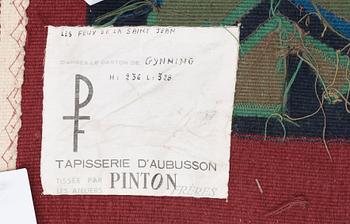 LES FEUX DE LA SAINT JEAN
D'APRÈS LE CARTON DE GYNNING
H: 236 L: 328
PF
TAPISSERIE D'AUBUSSON
TISSÉE PAR
LES ATELIERS PINTON FRÈRES